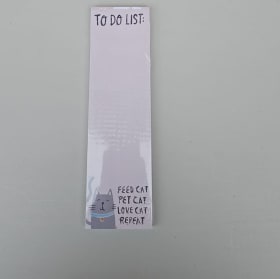 TO DO LIST:
FEED CAT
PET CAT
LOVE CAT
REPEAT